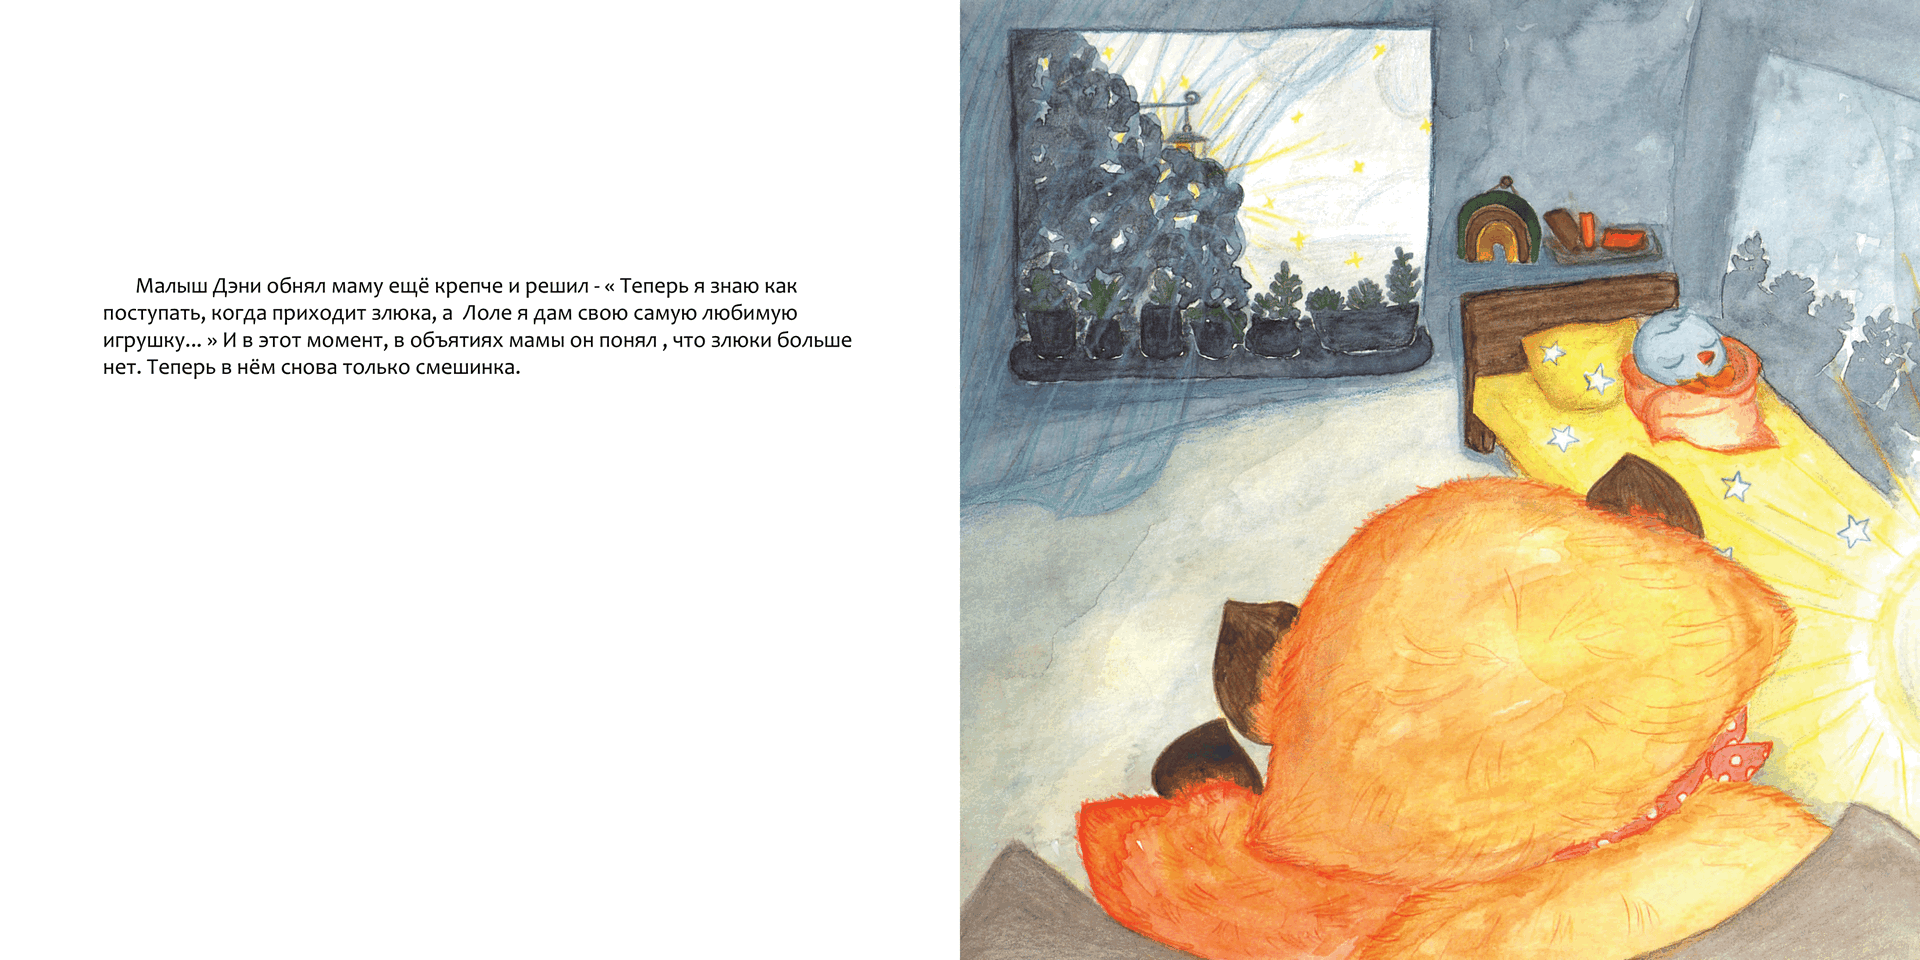 Малыш Дэни обнял маму ещё крепче и решил - « Теперь я знаю как
поступать, когда приходит злюка, а  Лоле я дам свою самую любимую
игрушку... » И в этот момент, в объятиях мамы он понял , что злюки больше
нет. Теперь в нём снова только смешинка.